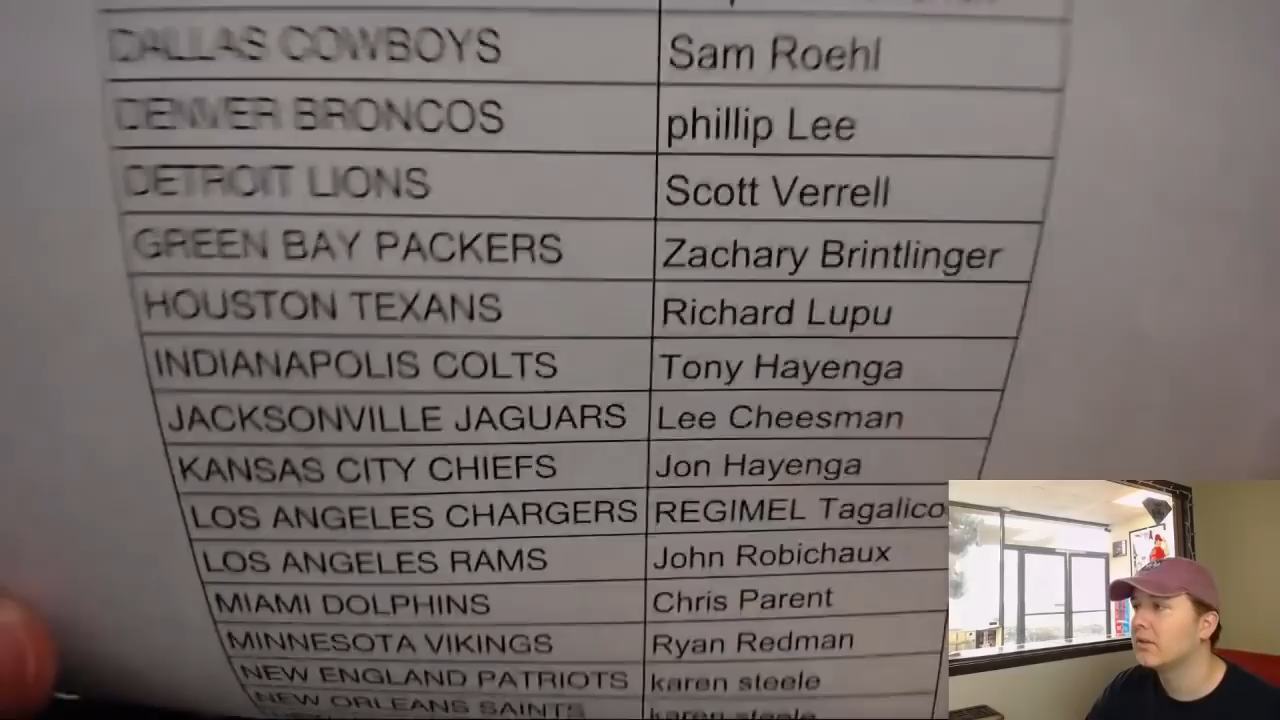 DALLAS COWBOYS Sam Roehl
DENVER BRONCOS phillip Lee
DETROIT LIONS Scott Verrell
GREEN BAY PACKERS Zachary Brintlinger
HOUSTON TEXANS Richard Lupu
INDIANAPOLIS COLTS Tony Hayenga
JACKSONVILLE JAGUARS Lee Cheesman
KANSAS CITY CHIEFS Jon Hayenga
LOS ANGELES CHARGERS REGIMEL Tagalico
LOS ANGELES RAMS John Robichaux
MIAMI DOLPHINS Chris Parent
MINNESOTA VIKINGS Ryan Redman
NEW ENGLAND PATRIOTS karen steele
NEW ORLEANS SAINTS karen steele